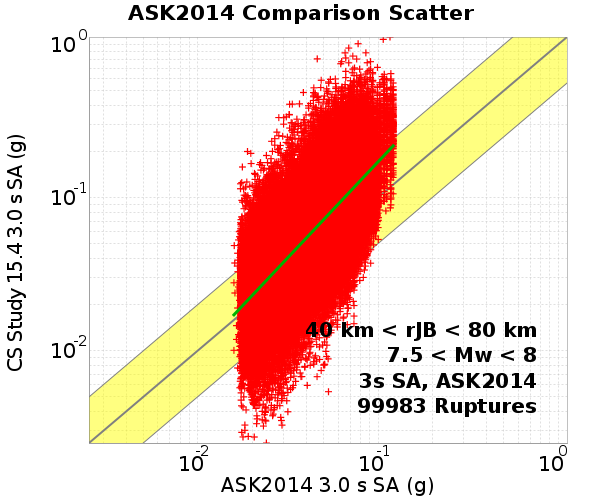 ASK2014 Comparison Scatter
CS Study 15.4 3.0 s SA (g)
10^0
10^-1
10^-2
40 km < rJB < 80 km
7.5 < Mw < 8
3s SA, ASK2014
99983 Ruptures
10^-2 10^-1 10^0
ASK2014 3.0 s SA (g)